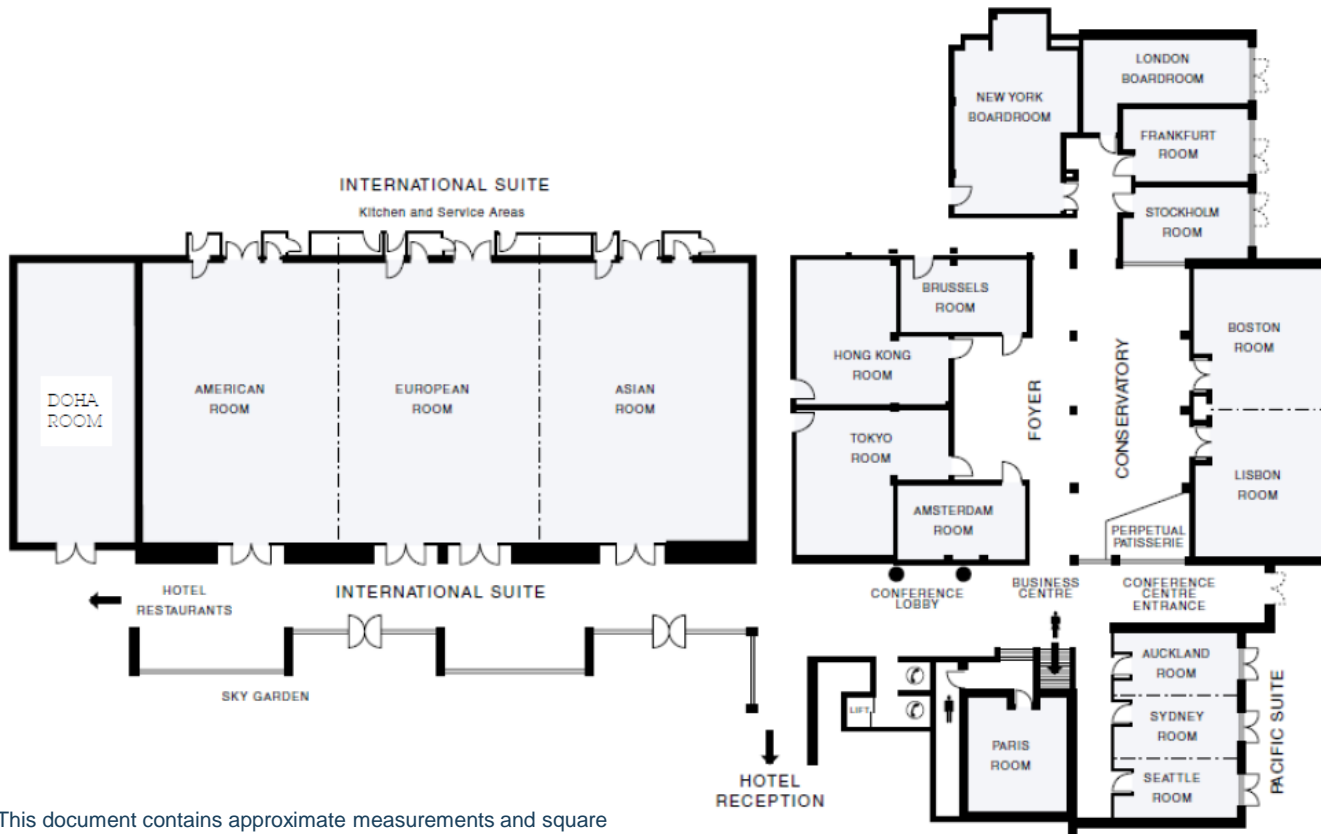 LONDON
BOARDROOM
NEW YORK
BOARDROOM
FRANKFURT
ROOM
INTERNATIONAL SUITE
Kitchen and Service Areas
STOCKHOLM
ROOM
BRUSSELS
ROOM
BOSTON
ROOM
HONG KONG
ROOM
DOHA
ROOM
AMERICAN
ROOM
EUROPEAN
ROOM
ASIAN
ROOM
FOYER
CONSERVATORY
TOKYO
ROOM
LISBON
ROOM
AMSTERDAM
ROOM
PERPETUAL
PATISSERIE
HOTEL
RESTAURANTS
INTERNATIONAL SUITE
CONFERENCE
LOBBY
BUSINESS
CENTRE
CONFERENCE
CENTRE
ENTRANCE
SKY GARDEN
AUCKLAND
ROOM
LIFT
SYDNEY
ROOM
PACIFIC SUITE
PARIS
ROOM
SEATTLE
ROOM
HOTEL
RECEPTION
This document contains approximate measurements and square